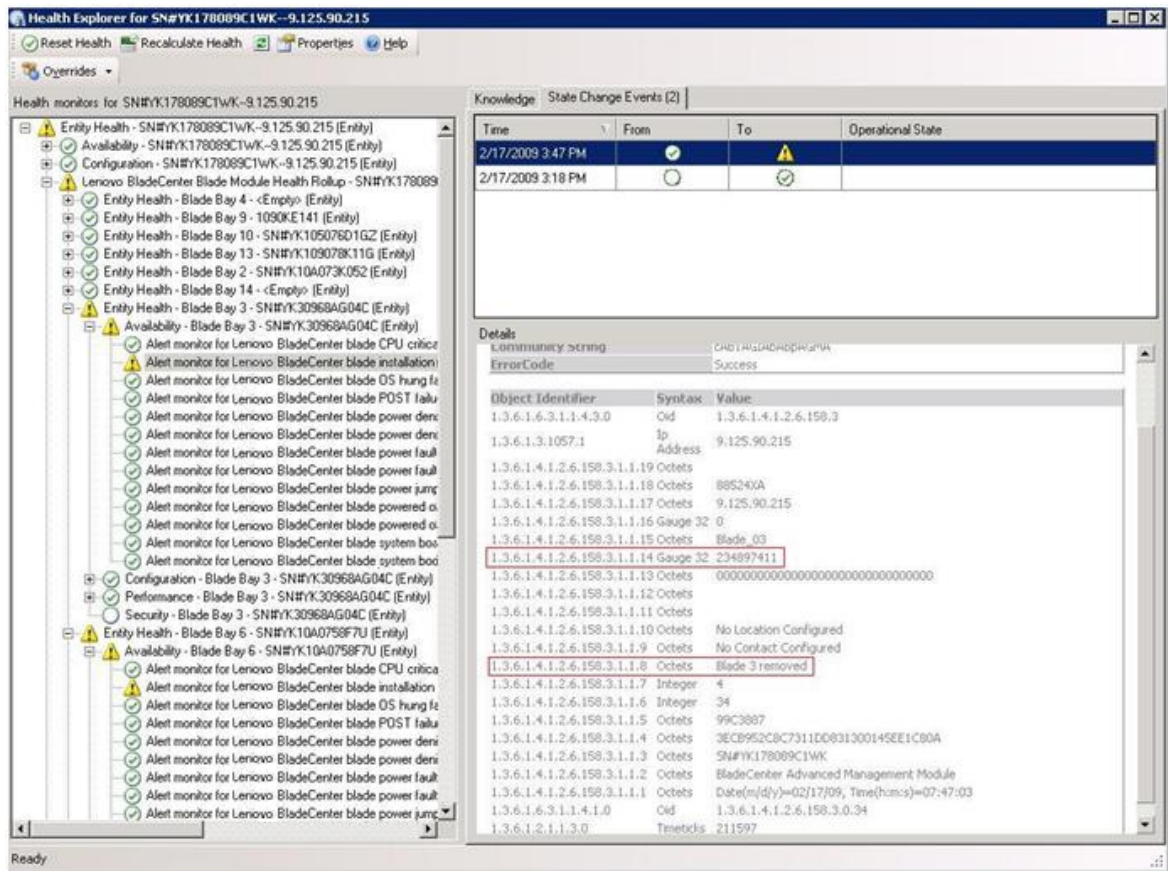 Health Explorer for SN#YK178089C1WK--9.125.90.215
Reset Health Recalculate Health Properties Help
Overrides
Health monitors for SN#YK178089C1WK--9.125.90.215
Entity Health - SN#YK178089C1WK--9.125.90.215 (Entity)
Availability - SN#YK178089C1WK--9.125.90.215 (Entity)
Configuration - SN#YK178089C1WK--9.125.90.215 (Entity)
Lenovo BladeCenter Blade Module Health Rollup - SN#YK178089
Entity Health - Blade Bay 4 - <Empty> (Entity)
Entity Health - Blade Bay 9 - 1090KE141 (Entity)
Entity Health - Blade Bay 10 - SN#YK105076D1GZ (Entity)
Entity Health - Blade Bay 13 - SN#YK109078K11G (Entity)
Entity Health - Blade Bay 2 - SN#YK10A073K052 (Entity)
Entity Health - Blade Bay 14 - <Empty> (Entity)
Entity Health - Blade Bay 3 - SN#YK30968AG04C (Entity)
Availability - Blade Bay 3 - SN#YK30968AG04C (Entity)
Alert monitor for Lenovo BladeCenter blade CPU critica
Alert monitor for Lenovo BladeCenter blade installation
Alert monitor for Lenovo BladeCenter blade OS hung fa
Alert monitor for Lenovo BladeCenter blade POST failu
Alert monitor for Lenovo BladeCenter blade power deni
Alert monitor for Lenovo BladeCenter blade power deni
Alert monitor for Lenovo BladeCenter blade power fault
Alert monitor for Lenovo BladeCenter blade power fault
Alert monitor for Lenovo BladeCenter blade power jump
Alert monitor for Lenovo BladeCenter blade powered o
Alert monitor for Lenovo BladeCenter blade powered o
Alert monitor for Lenovo BladeCenter blade system boa
Alert monitor for Lenovo BladeCenter blade system boo
Configuration - Blade Bay 3 - SN#YK30968AG04C (Entity)
Performance - Blade Bay 3 - SN#YK30968AG04C (Entity)
Security - Blade Bay 3 - SN#YK30968AG04C (Entity)
Entity Health - Blade Bay 6 - SN#YK10A0758F7U (Entity)
Availability - Blade Bay 6 - SN#YK10A0758F7U (Entity)
Alert monitor for Lenovo BladeCenter blade CPU critica
Alert monitor for Lenovo BladeCenter blade installation
Alert monitor for Lenovo BladeCenter blade OS hung fa
Alert monitor for Lenovo BladeCenter blade POST failu
Alert monitor for Lenovo BladeCenter blade power deni
Alert monitor for Lenovo BladeCenter blade power deni
Alert monitor for Lenovo BladeCenter blade power fault
Alert monitor for Lenovo BladeCenter blade power fault
Alert monitor for Lenovo BladeCenter blade power jump
Knowledge State Change Events (2)
Time From To Operational State
2/17/2009 3:47 PM
2/17/2009 3:18 PM
Details
Community String
ErrorCode Success
Object Identifier Syntax Value
1.3.6.1.6.3.1.1.4.3.0 Oid 1.3.6.1.4.1.2.6.158.3
1.3.6.1.3.1057.1 Ip Address 9.125.90.215
1.3.6.1.4.1.2.6.158.3.1.1.19 Octets
1.3.6.1.4.1.2.6.158.3.1.1.18 Octets 88524XA
1.3.6.1.4.1.2.6.158.3.1.1.17 Octets 9.125.90.215
1.3.6.1.4.1.2.6.158.3.1.1.16 Gauge 32 0
1.3.6.1.4.1.2.6.158.3.1.1.15 Octets Blade_03
1.3.6.1.4.1.2.6.158.3.1.1.14 Gauge 32 234897411
1.3.6.1.4.1.2.6.158.3.1.1.13 Octets 00000000000000000000000000000000
1.3.6.1.4.1.2.6.158.3.1.1.12 Octets
1.3.6.1.4.1.2.6.158.3.1.1.11 Octets
1.3.6.1.4.1.2.6.158.3.1.1.10 Octets No Location Configured
1.3.6.1.4.1.2.6.158.3.1.1.9 Octets No Contact Configured
1.3.6.1.4.1.2.6.158.3.1.1.8 Octets Blade 3 removed
1.3.6.1.4.1.2.6.158.3.1.1.7 Integer 4
1.3.6.1.4.1.2.6.158.3.1.1.6 Integer 34
1.3.6.1.4.1.2.6.158.3.1.1.5 Octets 99C3887
1.3.6.1.4.1.2.6.158.3.1.1.4 Octets 3ECB952C8C7311DD831300145EE1C80A
1.3.6.1.4.1.2.6.158.3.1.1.3 Octets SN#YK178089C1WK
1.3.6.1.4.1.2.6.158.3.1.1.2 Octets BladeCenter Advanced Management Module
1.3.6.1.4.1.2.6.158.3.1.1.1 Octets Date(m/d/y)=02/17/09, Time(h:m:s)=07:47:03
1.3.6.1.6.3.1.1.4.1.0 Oid 1.3.6.1.4.1.2.6.158.3.0.34
1.3.6.1.2.1.1.3.0 Timeticks 211597
Ready